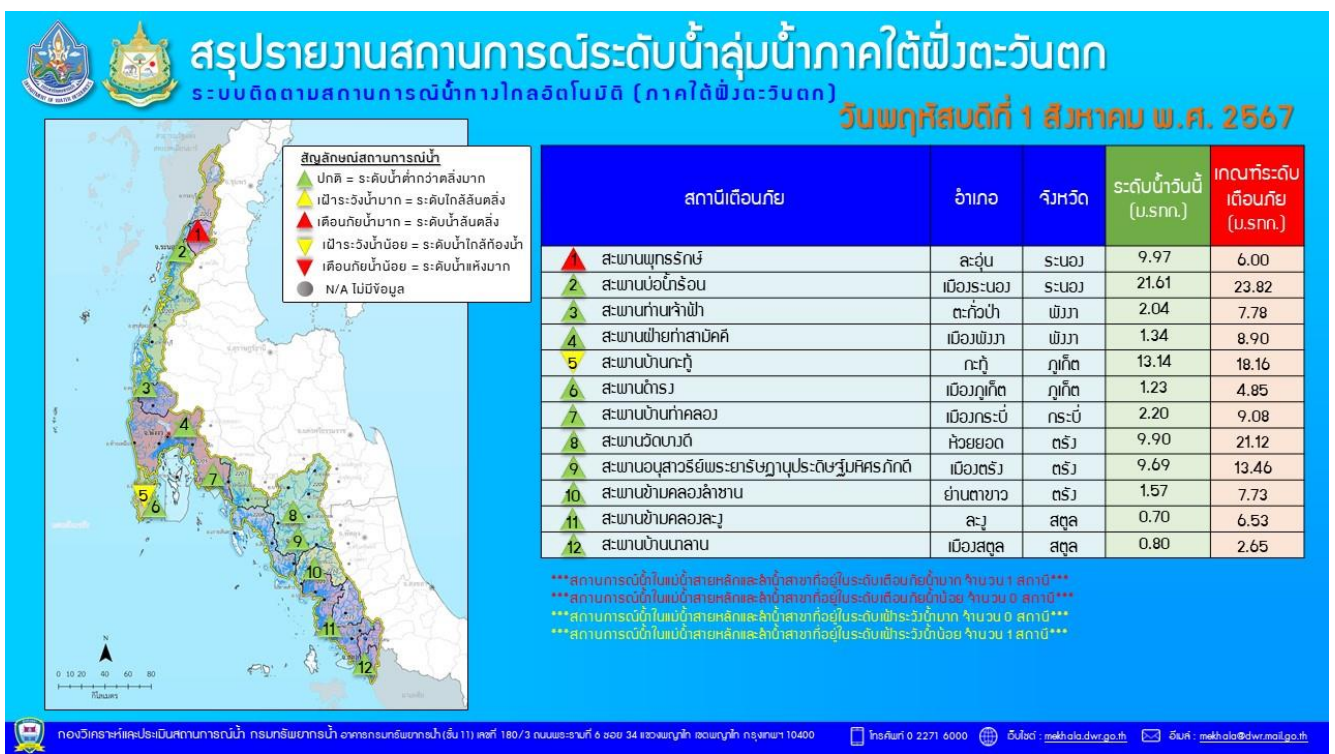 สรุปรายงานสถานการณ์ระดับน้ำลุ่มน้ำภาคใต้ฝั่งตะวันตก
ระบบติดตามสถานการณ์น้ำทางไกลอัตโนมัติ (ภาคใต้ฝั่งตะวันตก)
วันพฤหัสบดีที่ 1 สิงหาคม พ.ศ. 2567
สัญลักษณ์สถานการณ์น้ำ
ปกติ = ระดับน้ำต่ำกว่าตลิ่งมาก
เฝ้าระวังน้ำมาก = ระดับใกล้ล้นตลิ่ง
เตือนภัยน้ำมาก = ระดับน้ำล้นตลิ่ง
เฝ้าระวังน้ำน้อย = ระดับน้ำใกล้ท้องน้ำ
เตือนภัยน้ำน้อย = ระดับน้ำแห้งมาก
N/A ไม่มีข้อมูล
1
2
3
4
5
6
7
8
9
10
11
12
N
0 10 20 40 60 80
กิโลเมตร
สถานีเตือนภัย อำเภอ จังหวัด ระดับน้ำวันนี้ (ม.รทก.) เกณฑ์ระดับเตือนภัย (ม.รทก.)
1 สะพานพุทธรักษ์ ละอุ่น ระนอง 9.97 6.00
2 สะพานบ่อน้ำร้อน เมืองระนอง ระนอง 21.61 23.82
3 สะพานท่านเจ้าฟ้า ตะกั่วป่า พังงา 2.04 7.78
4 สะพานฝ่ายท่าสามัคคี เมืองพังงา พังงา 1.34 8.90
5 สะพานบ้านกะทู้ กะทู้ ภูเก็ต 13.14 18.16
6 สะพานดำรง เมืองภูเก็ต ภูเก็ต 1.23 4.85
7 สะพานบ้านท่าคลอง เมืองกระบี่ กระบี่ 2.20 9.08
8 สะพานวัดบางดี ห้วยยอด ตรัง 9.90 21.12
9 สะพานอนุสาวรีย์พระยารัษฎานุประดิษฐ์มหิศรภักดี เมืองตรัง ตรัง 9.69 13.46
10 สะพานข้ามคลองลำชาน ย่านตาขาว ตรัง 1.57 7.73
11 สะพานข้ามคลองละงู ละงู สตูล 0.70 6.53
12 สะพานบ้านนาลาน เมืองสตูล สตูล 0.80 2.65
***สถานการณ์น้ำในแม่น้ำสายหลักและลำน้ำสาขาที่อยู่ในระดับเตือนภัยน้ำมาก จำนวน 1 สถานี***
***สถานการณ์น้ำในแม่น้ำสายหลักและลำน้ำสาขาที่อยู่ในระดับเตือนภัยน้ำน้อย จำนวน 0 สถานี***
***สถานการณ์น้ำในแม่น้ำสายหลักและลำน้ำสาขาที่อยู่ในระดับเฝ้าระวังน้ำมาก จำนวน 0 สถานี***
***สถานการณ์น้ำในแม่น้ำสายหลักและลำน้ำสาขาที่อยู่ในระดับเฝ้าระวังน้ำน้อย จำนวน 1 สถานี***
กองวิเคราะห์และประเมินสถานการณ์น้ำ กรมทรัพยากรน้ำ อาคารกรมทรัพยากรน้ำ (ชั้น 11) เลขที่ 180/3 ถนนพระรามที่ 6 ซอย 34 แขวงพญาไท เขตพญาไท กรุงเทพฯ 10400 โทรศัพท์ 0 2271 6000 เว็บไซต์ : mekhala.dwr.go.th อีเมล์ : mekhala@dwr.mail.go.th